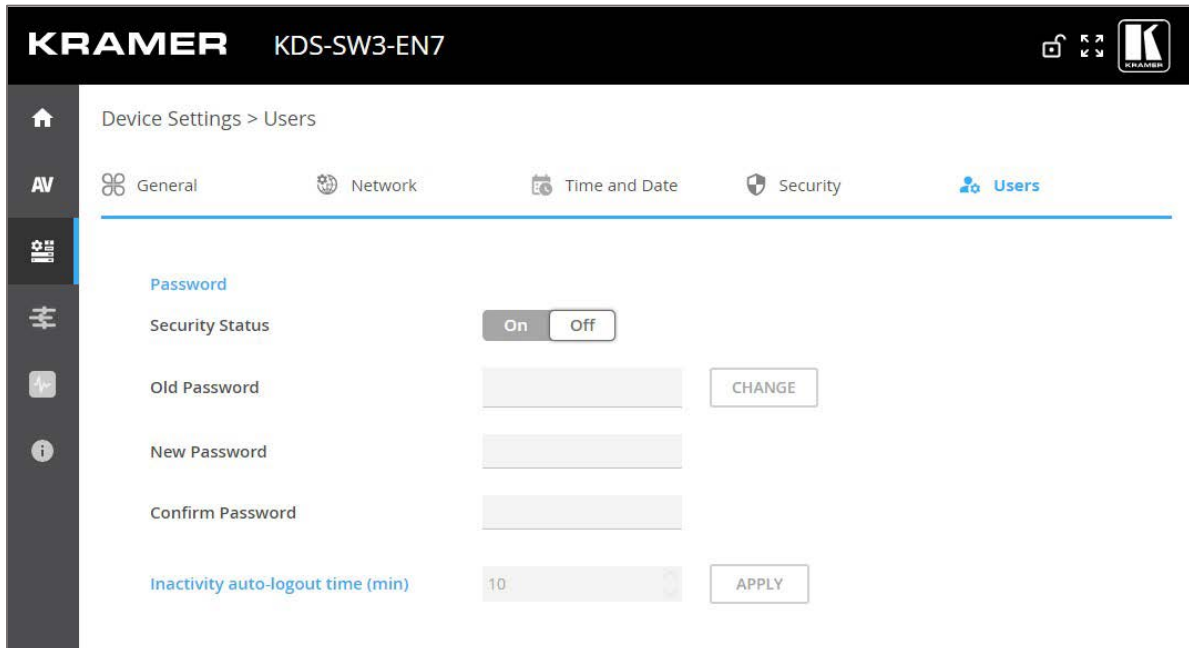 KRAMER KDS-SW3-EN7
KRAMER
Device Settings > Users
AV
General Network Time and Date Security Users
Password
Security Status On Off
Old Password CHANGE
New Password
Confirm Password
Inactivity auto-logout time (min) 10 APPLY